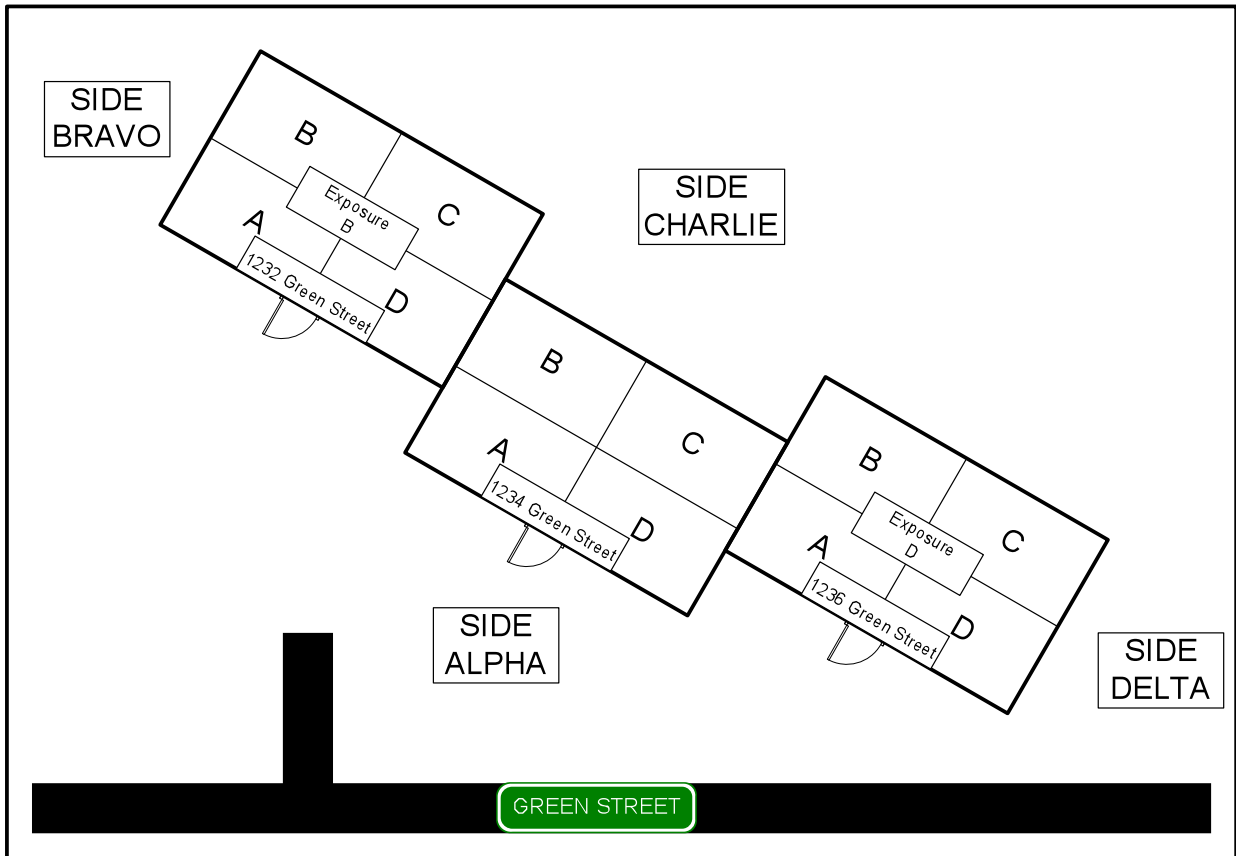 SIDE
BRAVO
B
Exposure
B
C
A
1232 Green Street
D
SIDE
CHARLIE
B
C
A
1234 Green Street
D
B
Exposure
D
C
A
1236 Green Street
D
SIDE
ALPHA
SIDE
DELTA
GREEN STREET